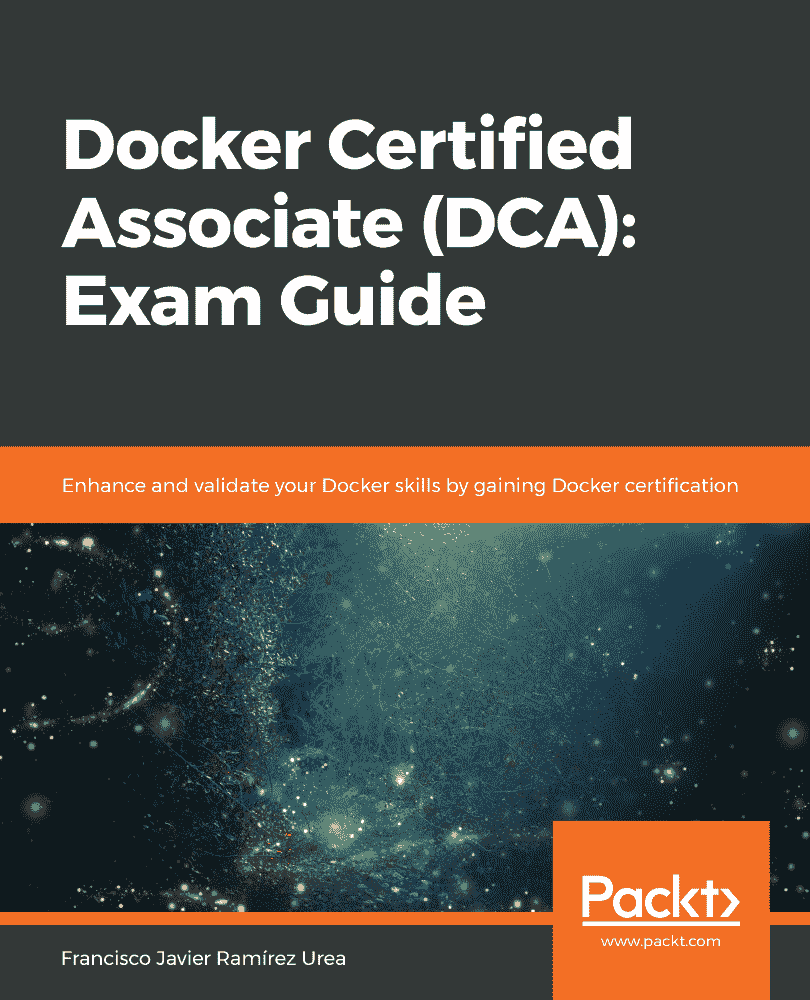 Docker Certified
Associate (DCA):
Exam Guide
Enhance and validate your Docker skills by gaining Docker certification
Packt>
www.packt.com
Francisco Javier Ramírez Urea